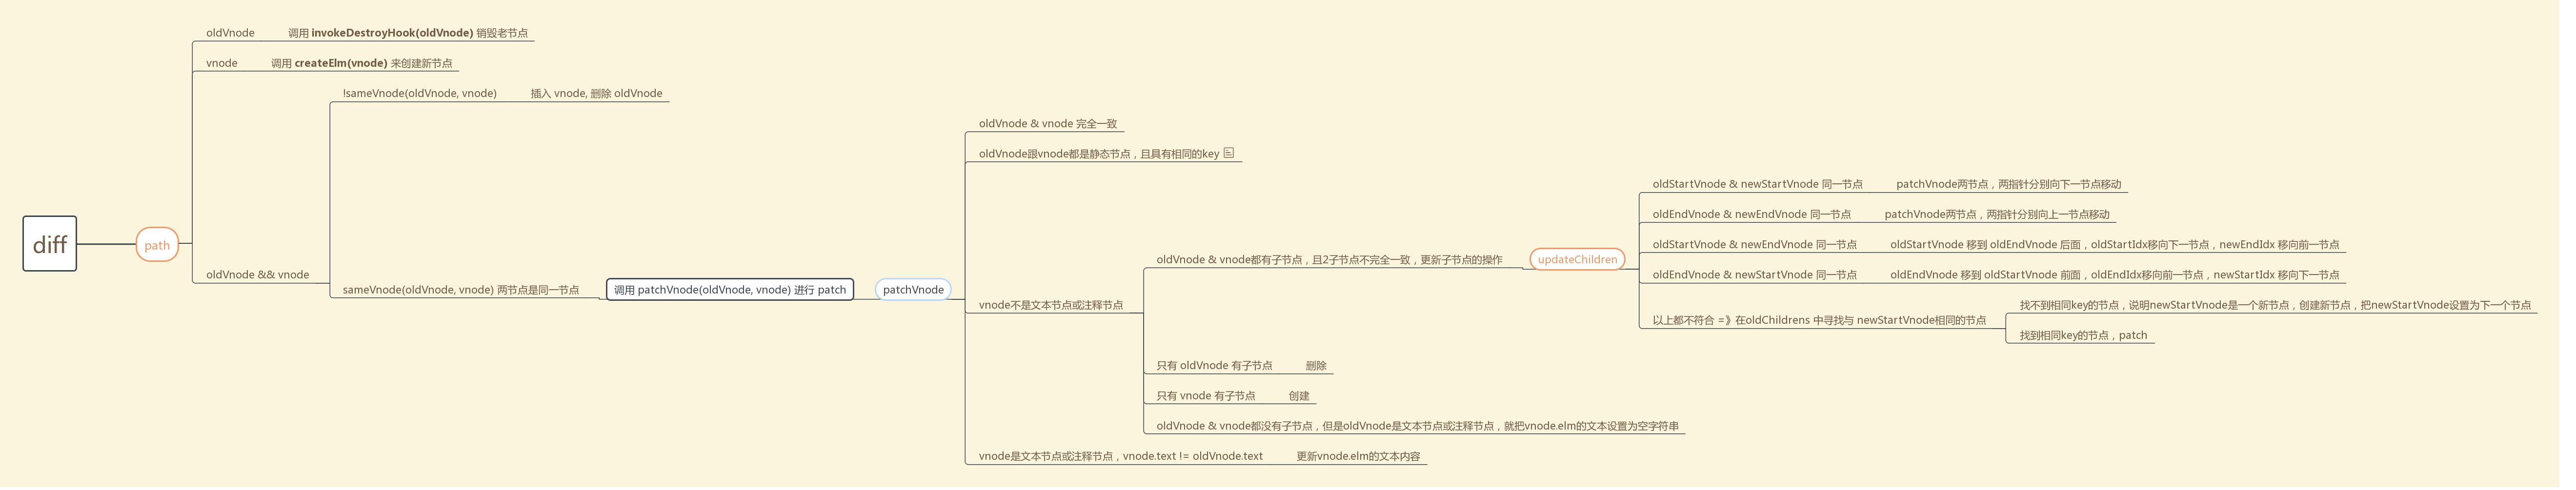 diff
path
oldVnode
调用 invokeDestroyHook(oldVnode) 销毁老节点
vnode
调用 createElm(vnode) 来创建新节点
oldVnode && vnode
!sameVnode(oldVnode, vnode)
插入 vnode, 删除 oldVnode
sameVnode(oldVnode, vnode) 两节点是同一节点
调用 patchVnode(oldVnode, vnode) 进行 patch
patchVnode
oldVnode & vnode 完全一致
oldVnode跟vnode都是静态节点，且具有相同的key
vnode不是文本节点或注释节点
oldVnode & vnode都有子节点，且2子节点不完全一致，更新子节点的操作
updateChildren
oldStartVnode & newStartVnode 同一节点
patchVnode两节点，两指针分别向下一节点移动
oldEndVnode & newEndVnode 同一节点
patchVnode两节点，两指针分别向上一节点移动
oldStartVnode & newEndVnode 同一节点
oldStartVnode 移到 oldEndVnode 后面，oldStartIdx移向下一节点，newEndIdx 移向前一节点
oldEndVnode & newStartVnode 同一节点
oldEndVnode 移到 oldStartVnode 前面，oldEndIdx移向前一节点，newStartIdx 移向下一节点
以上都不符合 =》在oldChildrens 中寻找与 newStartVnode相同的节点
找不到相同key的节点，说明newStartVnode是一个新节点，创建新节点，把newStartVnode设置为下一个节点
找到相同key的节点，patch
只有 oldVnode 有子节点
删除
只有 vnode 有子节点
创建
oldVnode & vnode都没有子节点，但是oldVnode是文本节点或注释节点，就把vnode.elm的文本设置为空字符串
vnode是文本节点或注释节点，vnode.text != oldVnode.text
更新vnode.elm的文本内容